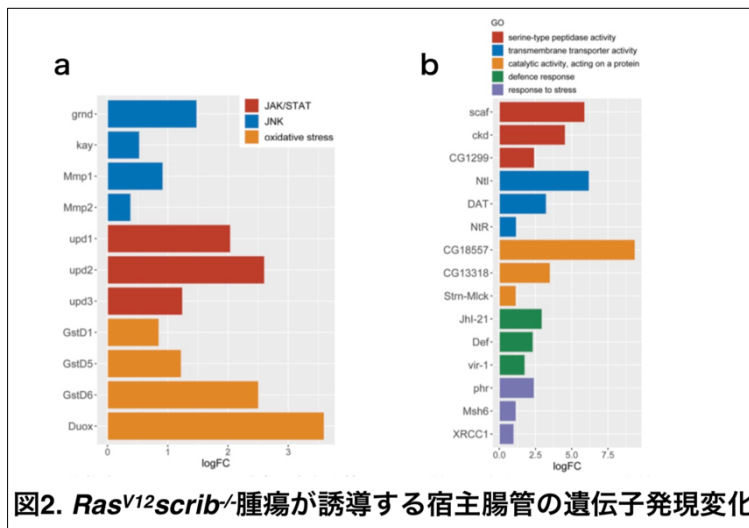 GO
serine-type peptidase activity
transmembrane transporter activity
catalytic activity, acting on a protein
defence response
response to stress
a
JAK/STAT
JNK
oxidative stress
grnd
kay
Mmp1
Mmp2
upd1
upd2
upd3
GstD1
GstD5
GstD6
Duox
0 1 2 3
logFC
b
scaf
ckd
CG1299
Ntl
DAT
NtR
CG18557
CG13318
Strn-Mlck
Jhl-21
Def
vir-1
phr
Msh6
XRCC1
0.0 2.5 5.0 7.5
logFC
図2. RasV12scrib-/-腫瘍が誘導する宿主腸管の遺伝子発現変化